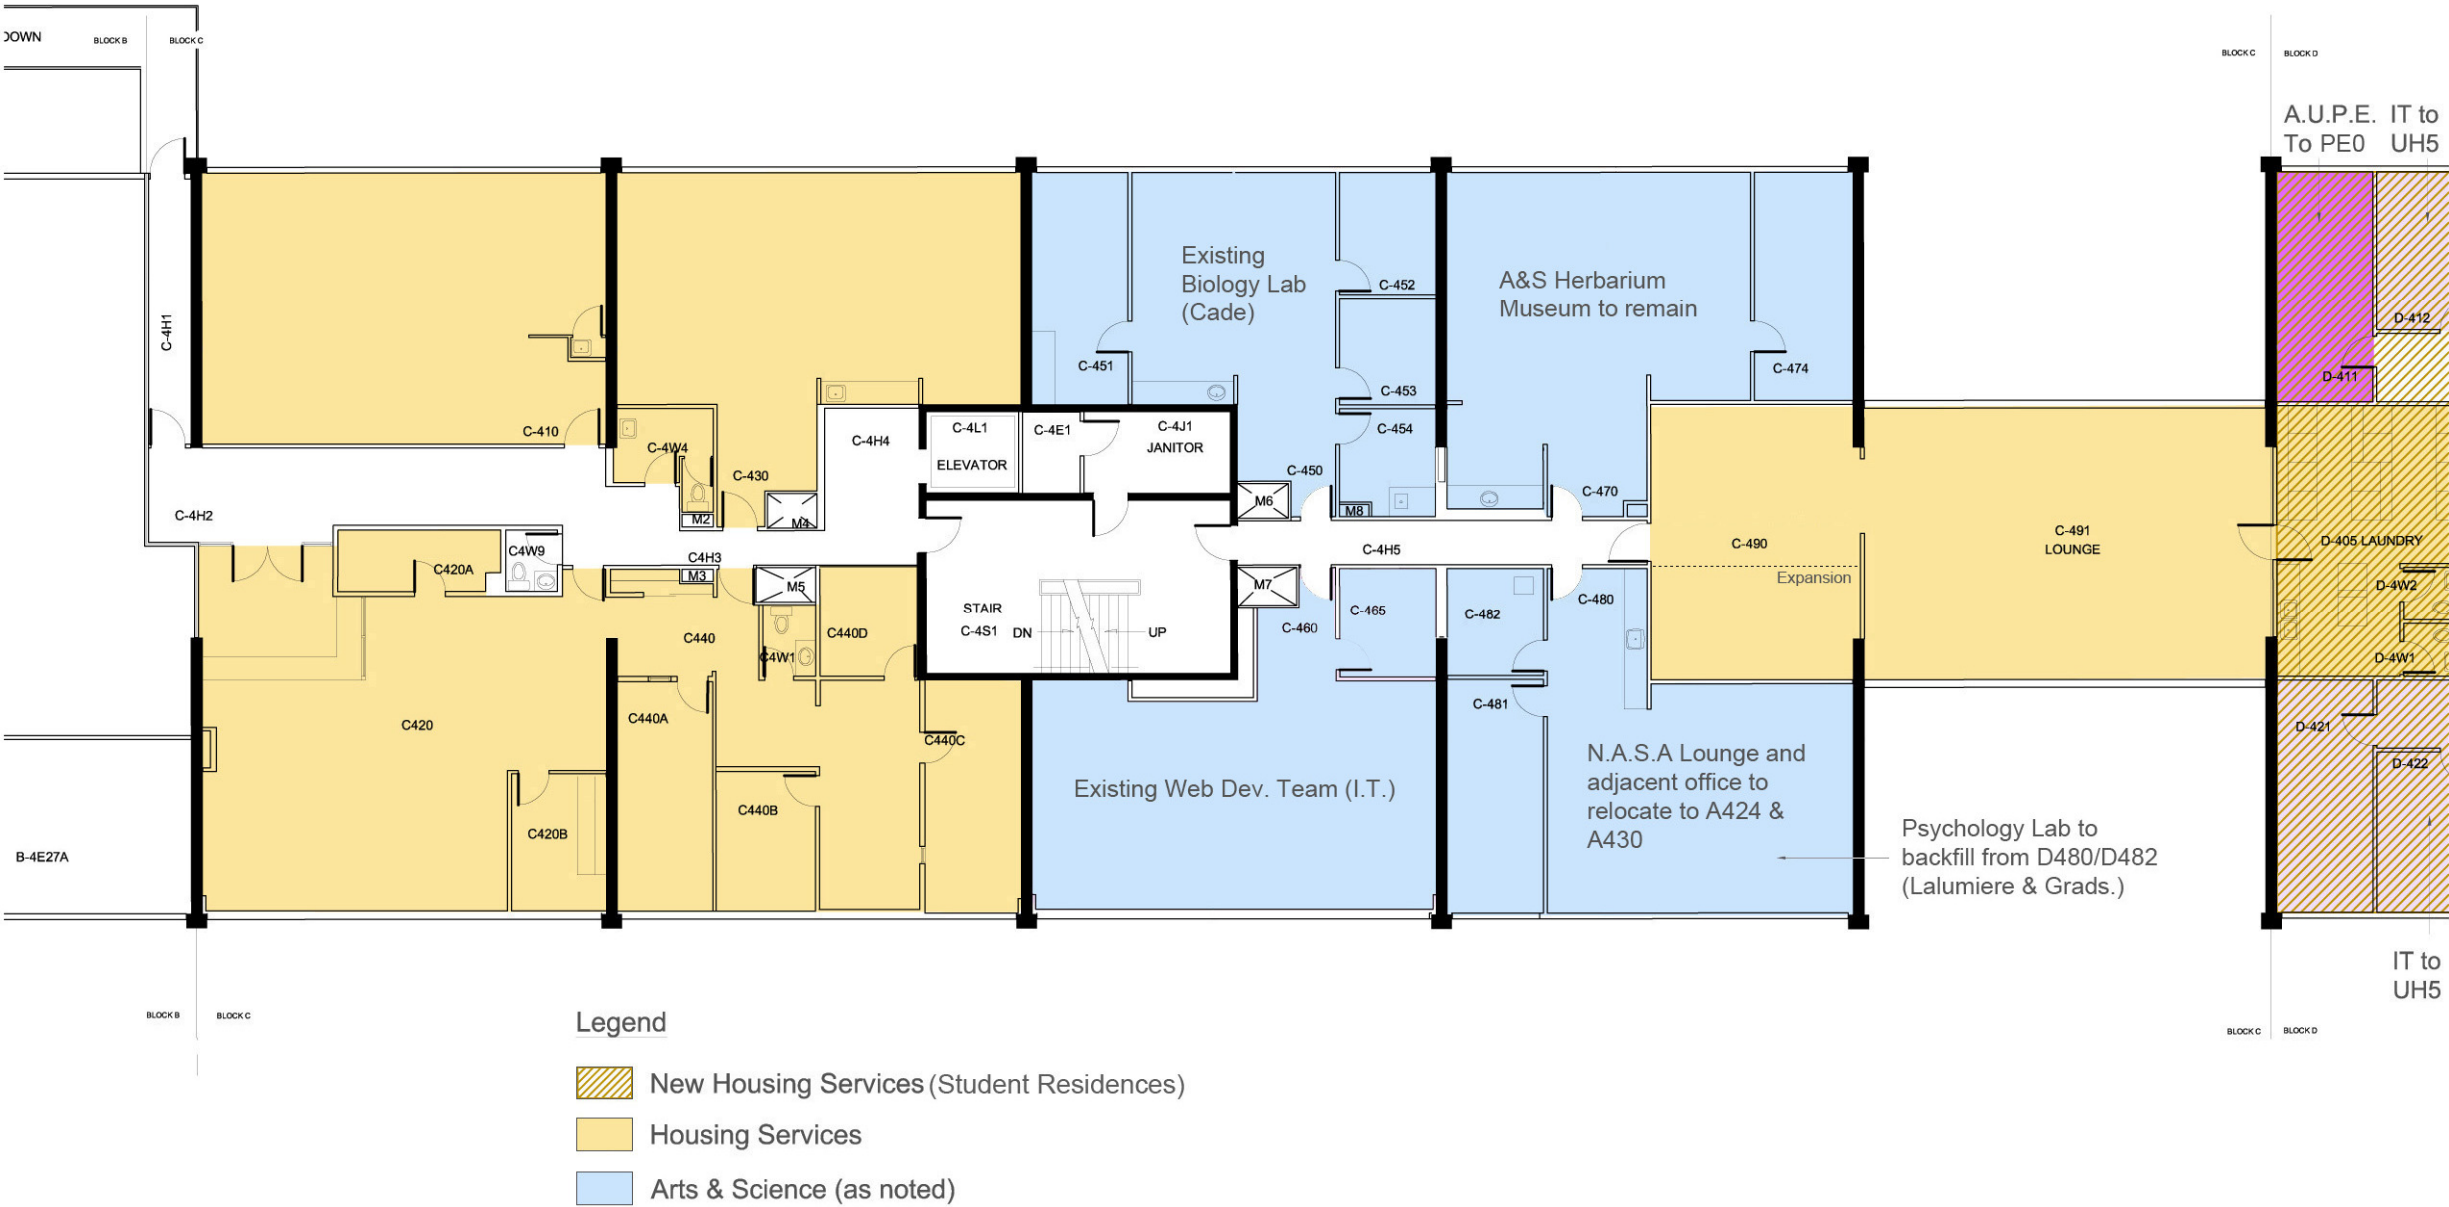 DOWN
BLOCK B
BLOCK C
BLOCK C
BLOCK D
A.U.P.E.
To PE0
IT to
UH5
C-4H1
Existing
Biology Lab
(Cade)
C-452
A&S Herbarium
Museum to remain
D-412
C-451
C-453
C-474
D-411
C-410
C-4W4
C-430
C-4H4
C-4L1
ELEVATOR
C-4E1
C-4J1
JANITOR
C-454
C-450
C-470
C-4H2
M2
M4
M6
M8
C4W9
C4H3
C-4H5
C-490
C-491
LOUNGE
D-405 LAUNDRY
C420A
M3
M5
M7
Expansion
D-4W2
STAIR
C-4S1
DN
UP
C-465
C-460
C-482
C-480
C440
C440D
C4W1
D-4W1
C420
C440A
C440C
C-481
D-421
D-422
N.A.S.A Lounge and
adjacent office to
relocate to A424 &
A430
Existing Web Dev. Team (I.T.)
C420B
C440B
B-4E27A
Psychology Lab to
backfill from D480/D482
(Lalumiere & Grads.)
IT to
UH5
BLOCK B
BLOCK C
BLOCK C
BLOCK D
Legend
New Housing Services (Student Residences)
Housing Services
Arts & Science (as noted)